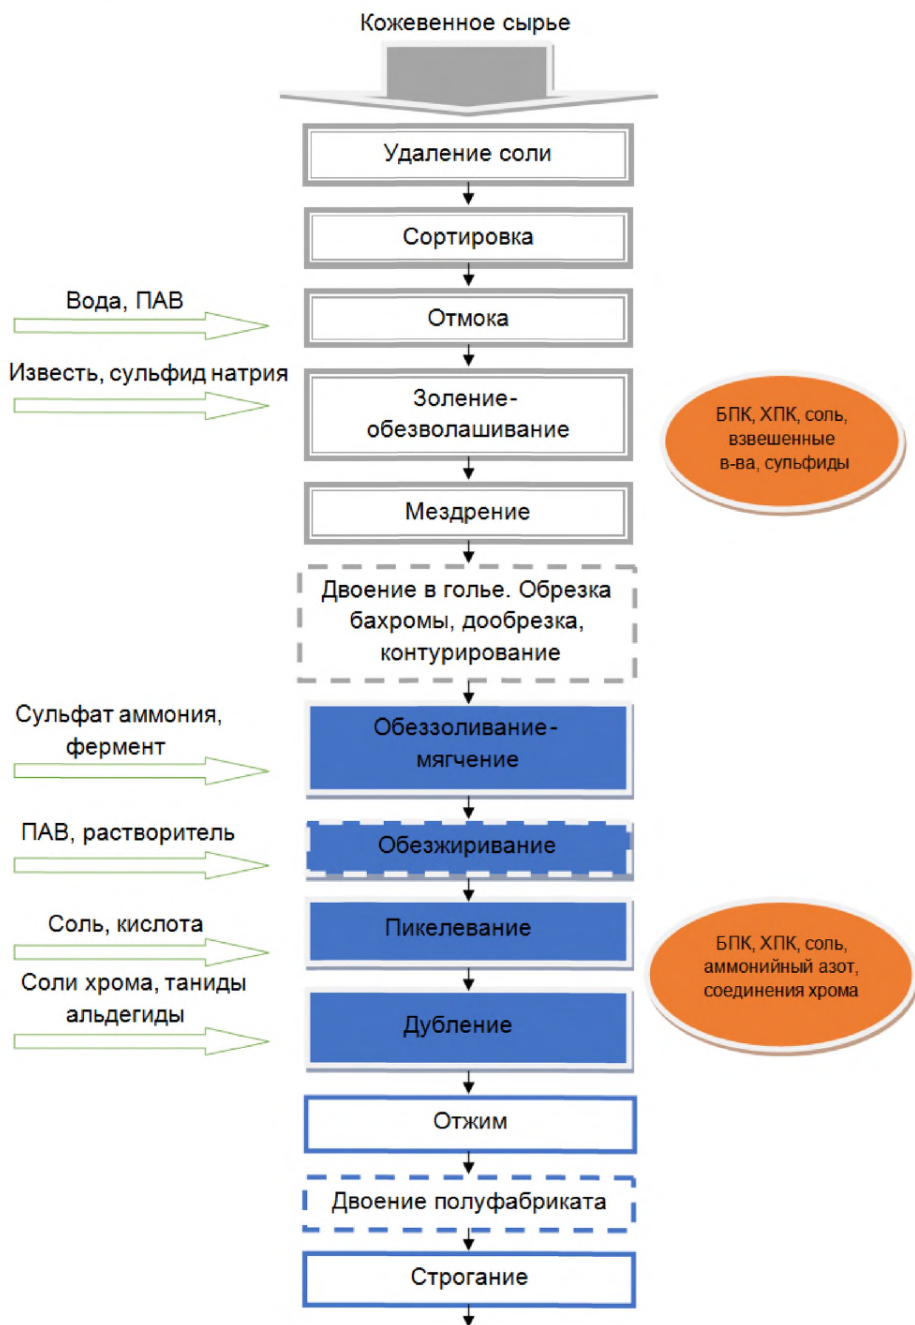 Кожевенное сырье
Удаление соли
Сортировка
Вода, ПАВ
Отмока
Известь, сульфид натрия
Золение-
обезволашивание
БПК, ХПК, соль,
взвешенные
в-ва, сульфиды
Мездрение
Двоение в голье. Обрезка
бахромы, дообрезка,
контурирование
Сульфат аммония,
фермент
Обеззоливание-
мягчение
ПАВ, растворитель
Обезжиривание
Соль, кислота
Пикелевание
БПК, ХПК, соль,
аммонийный азот,
соединения хрома
Соли хрома, таниды
альдегиды
Дубление
Отжим
Двоение полуфабриката
Строгание